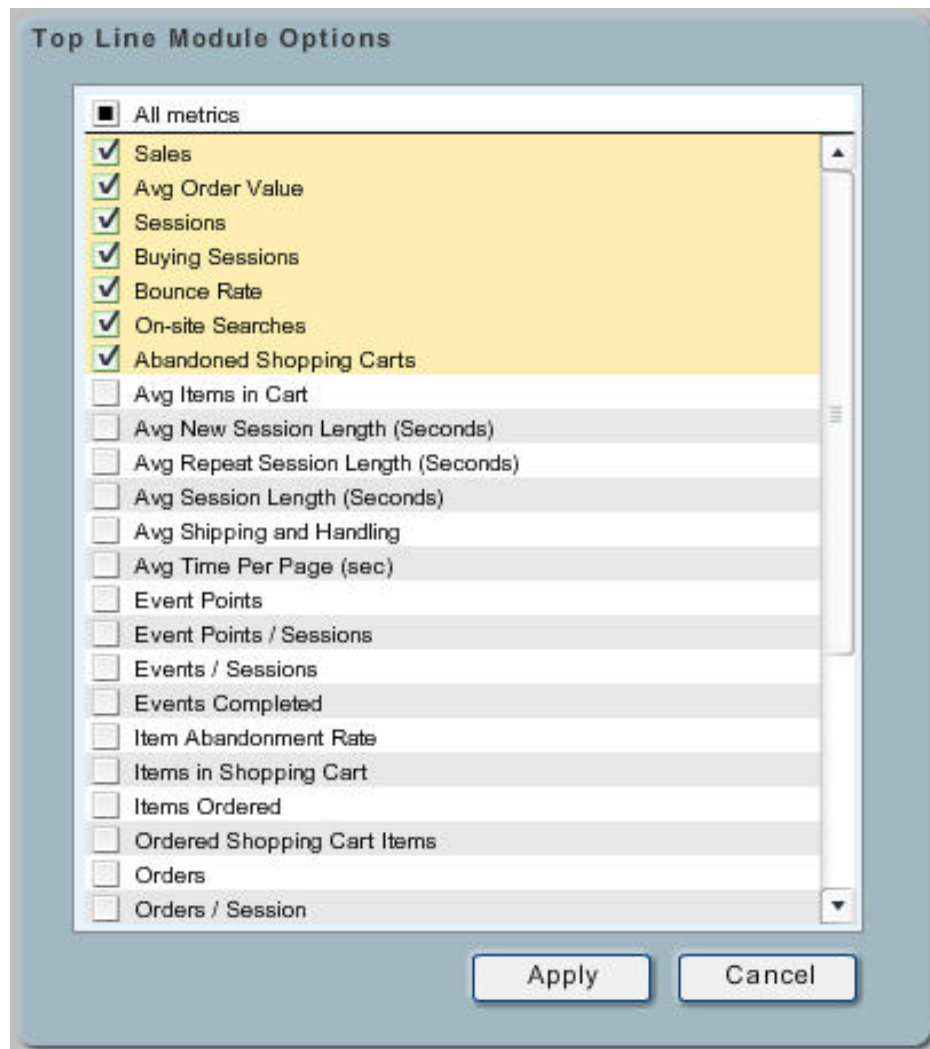 Top Line Module Options
All metrics
Sales
Avg Order Value
Sessions
Buying Sessions
Bounce Rate
On-site Searches
Abandoned Shopping Carts
Avg Items in Cart
Avg New Session Length (Seconds)
Avg Repeat Session Length (Seconds)
Avg Session Length (Seconds)
Avg Shipping and Handling
Avg Time Per Page (sec)
Event Points
Event Points / Sessions
Events / Sessions
Events Completed
Item Abandonment Rate
Items in Shopping Cart
Items Ordered
Ordered Shopping Cart Items
Orders
Orders / Session
Apply
Cancel